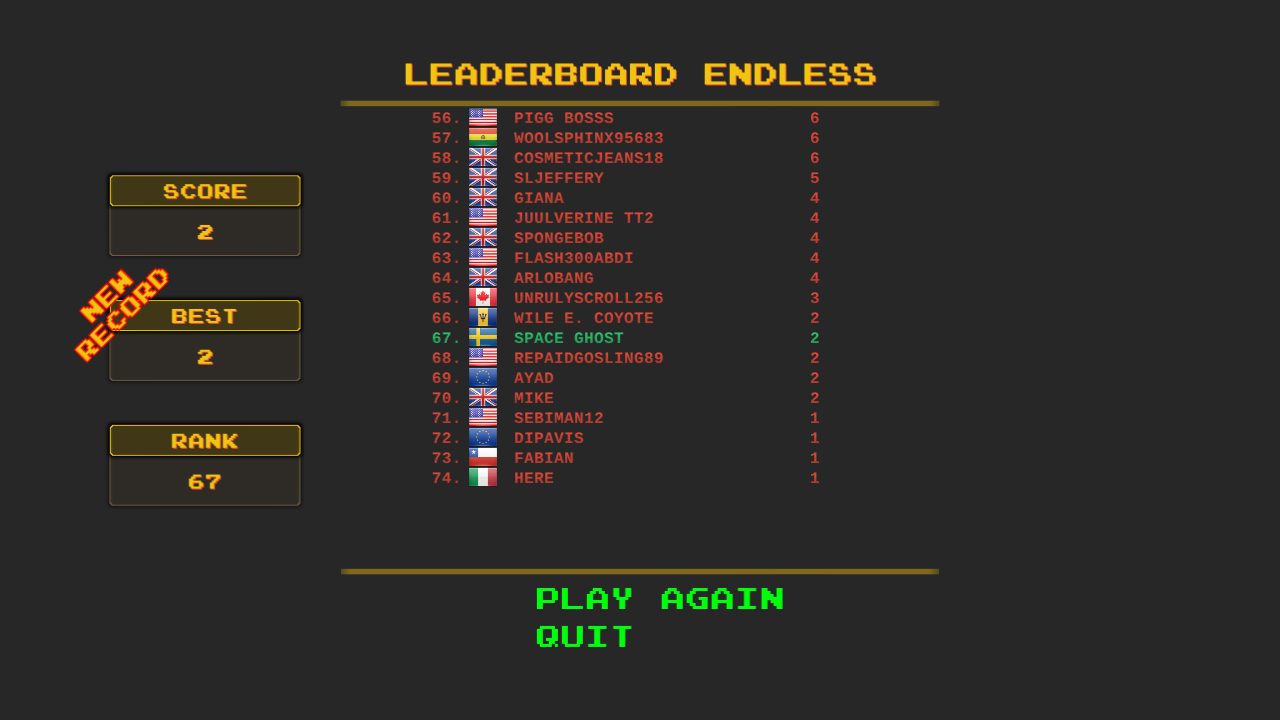 LEADERBOARD ENDLESS
56. PIGG BOSSS 6
57. WOOLSPHINX95683 6
58. COSMETICJEANS18 6
59. SLJEFFERY 5
60. GIANA 4
61. JUULVERINE TT2 4
62. SPONGEBOB 4
63. FLASH300ABDI 4
64. ARLOBANG 4
65. UNRULYSCROLL256 3
66. WILE E. COYOTE 2
67. SPACE GHOST 2
68. REPAIDGOSLING89 2
69. AYAD 2
70. MIKE 2
71. SEBIMAN12 1
72. DIPAVIS 1
73. FABIAN 1
74. HERE 1
SCORE
2
NEW
RECORD
BEST
2
RANK
67
PLAY AGAIN
QUIT